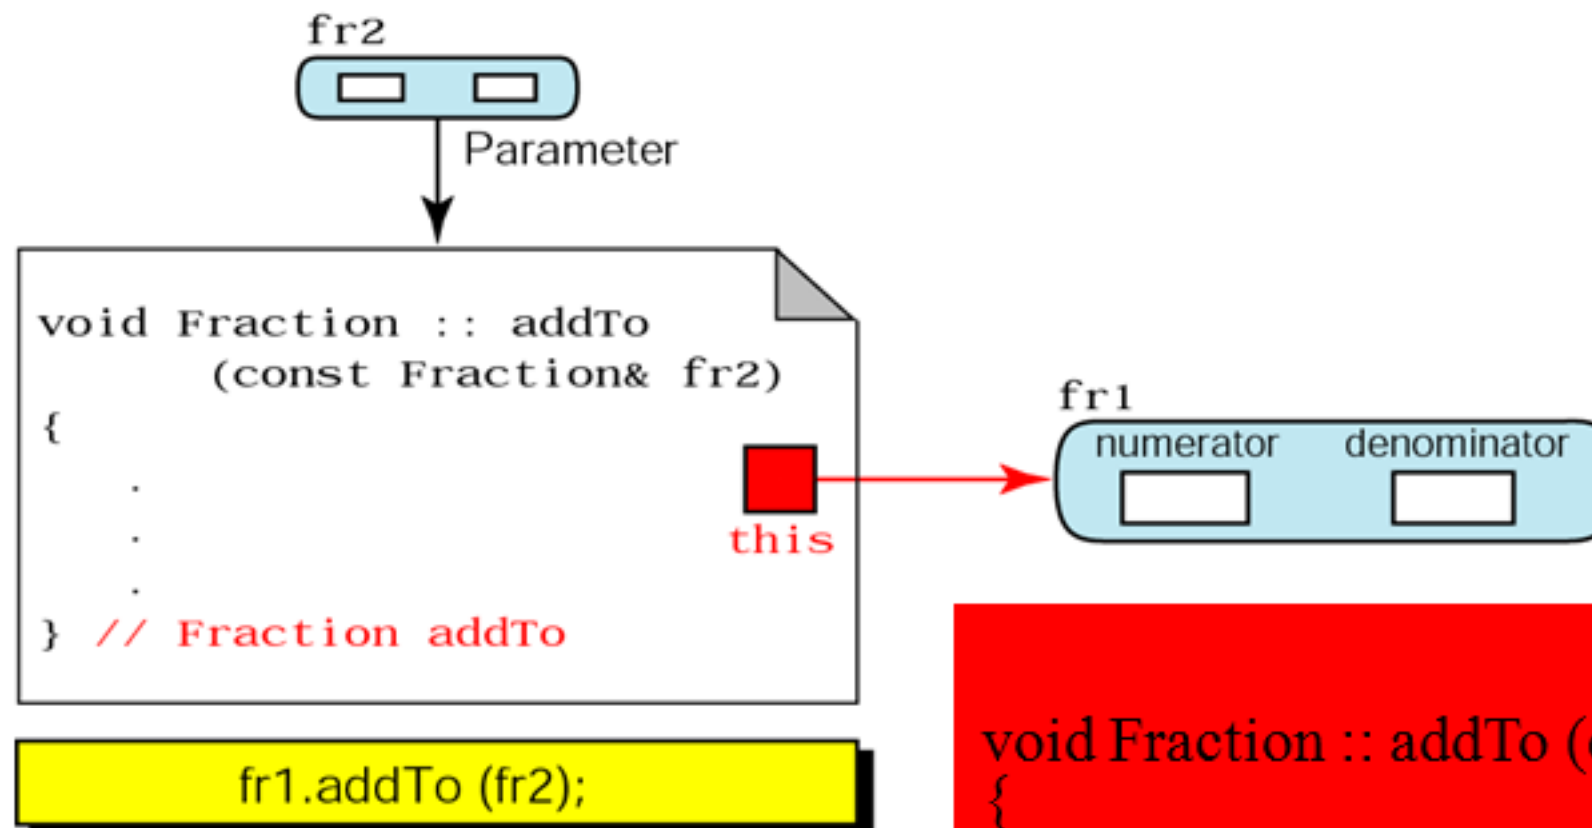 fr2
Parameter
void Fraction :: addTo
(const Fraction& fr2)
{
.
.
.
} // Fraction addTo
this
fr1
numerator denominator
fr1.addTo (fr2);
void Fraction :: addTo (
{